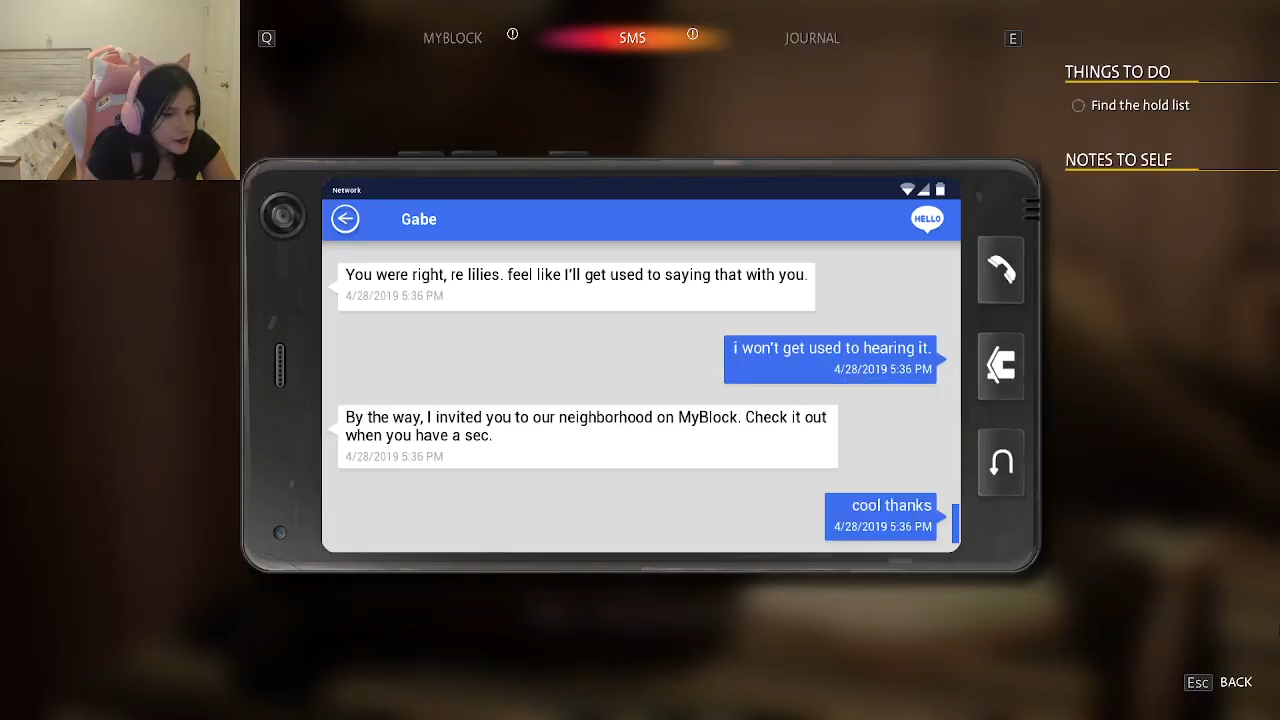 Q
MYBLOCK
SMS
JOURNAL
E
THINGS TO DO
Find the hold list
NOTES TO SELF
Network
Gabe
HELLO
You were right, re lilies. feel like I'll get used to saying that with you.
4/28/2019 5:36 PM
i won't get used to hearing it.
4/28/2019 5:36 PM
By the way, I invited you to our neighborhood on MyBlock. Check it out
when you have a sec.
4/28/2019 5:36 PM
cool thanks
4/28/2019 5:36 PM
Esc BACK